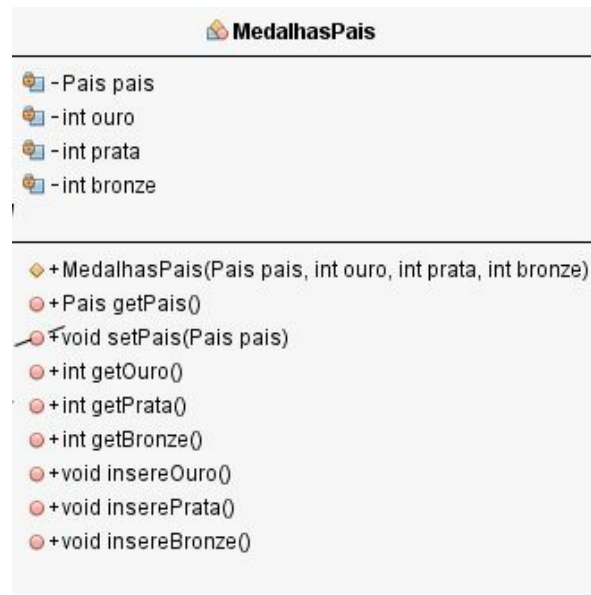 MedalhasPais
-Pais pais
-int ouro
-int prata
-int bronze
+MedalhasPais(Pais pais, int ouro, int prata, int bronze)
+Pais getPais()
+void setPais(Pais pais)
+int getOuro()
+int getPrata()
+int getBronze()
+void insereOuro()
+void inserePrata()
+void insereBronze()